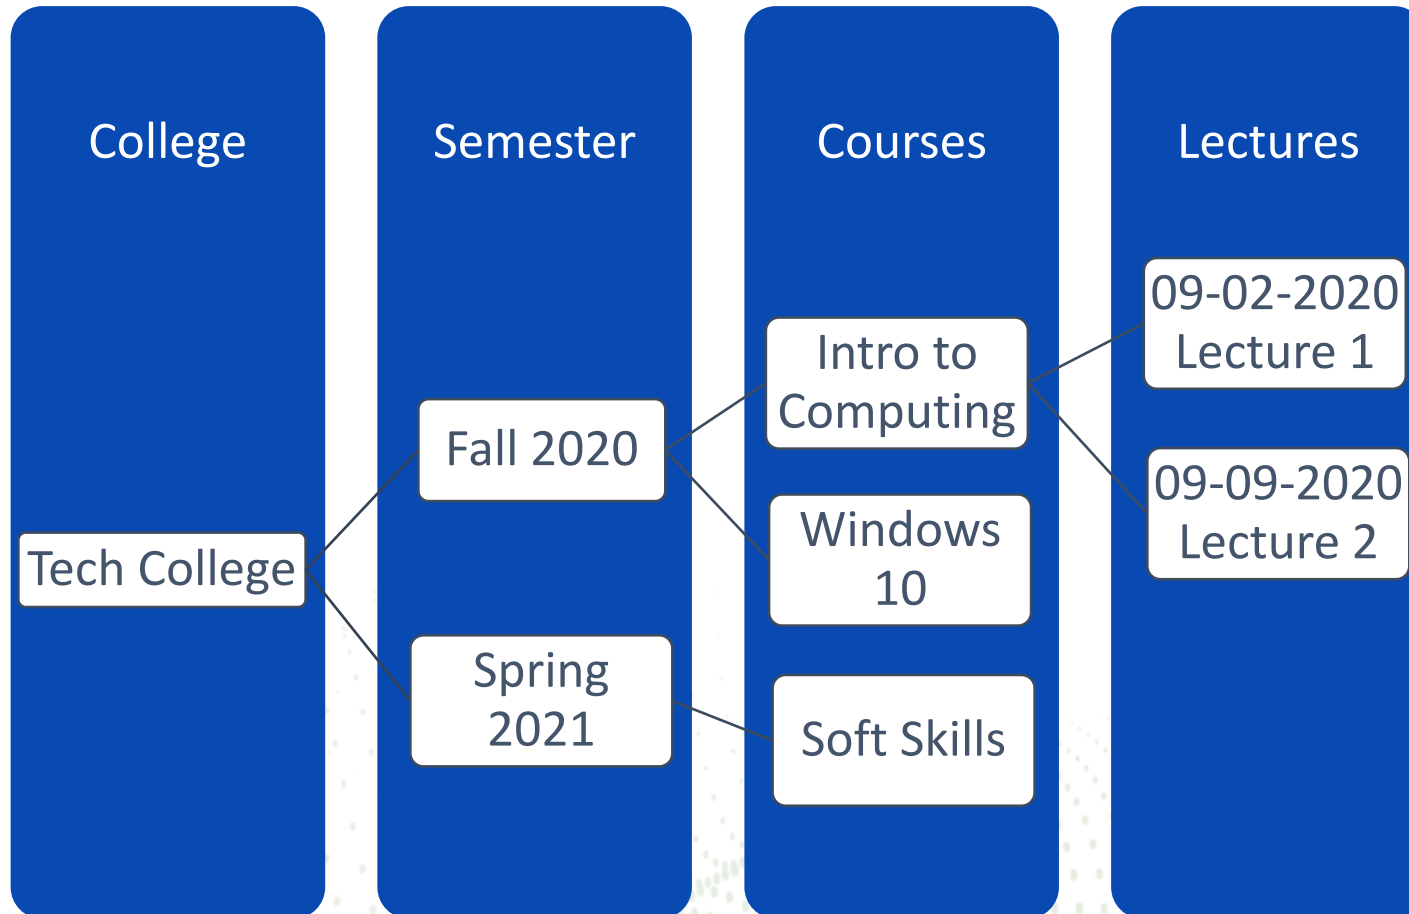 College
Semester
Courses
Lectures
Tech College
Fall 2020
Spring
2021
Intro to
Computing
Windows
10
Soft Skills
09-02-2020
Lecture 1
09-09-2020
Lecture 2